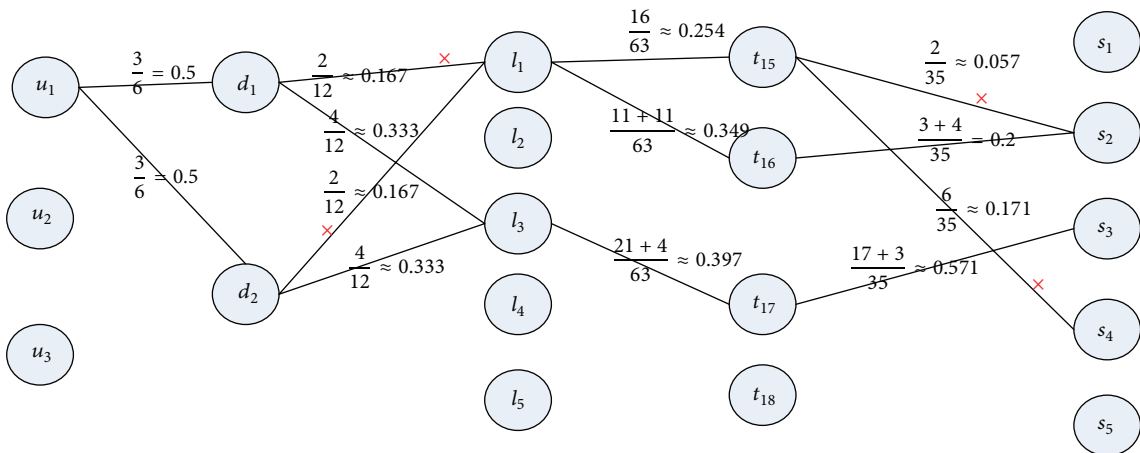 u₁
u₂
u₃
3/6 = 0.5
3/6 = 0.5
d₁
d₂
2/12 ≈ 0.167
4/12 ≈ 0.333
2/12 ≈ 0.167
4/12 ≈ 0.333
×
×
l₁
l₂
l₃
l₄
l₅
16/63 ≈ 0.254
11 + 11/63 ≈ 0.349
21 + 4/63 ≈ 0.397
t₁₅
t₁₆
t₁₇
t₁₈
2/35 ≈ 0.057
×
3 + 4/35 = 0.2
6/35 ≈ 0.171
17 + 3/35 ≈ 0.571
×
s₁
s₂
s₃
s₄
s₅